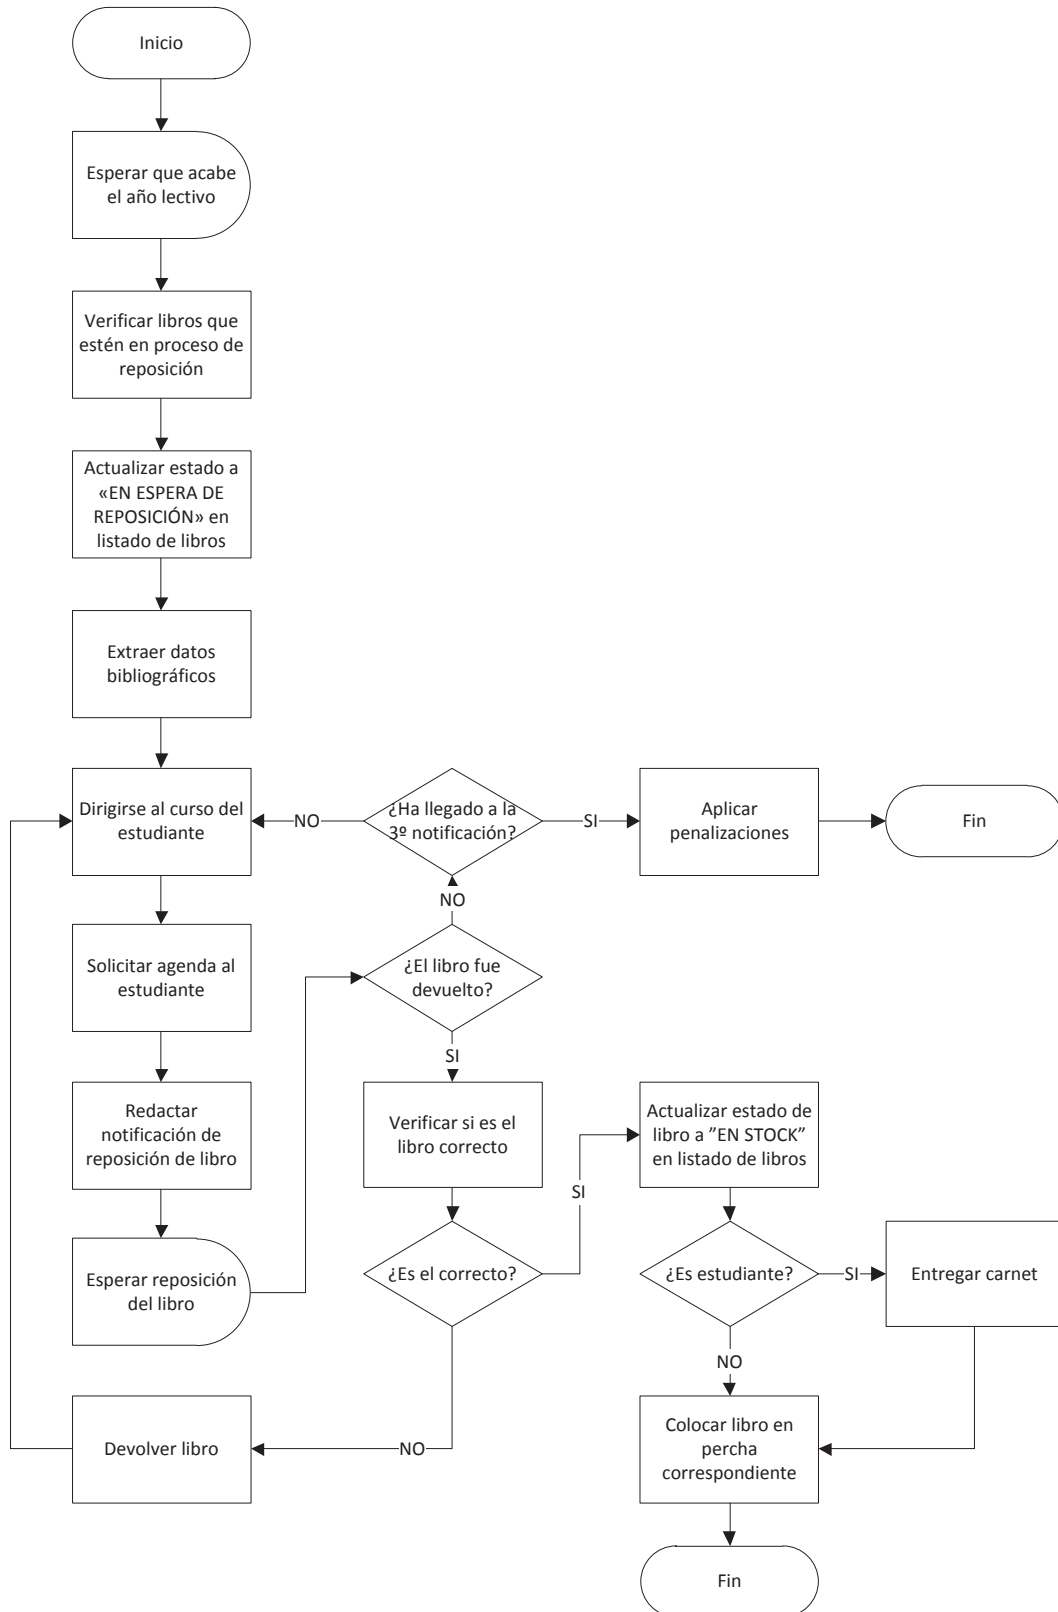 Inicio
Esperar que acabe
el año lectivo
Verificar libros que
estén en proceso de
reposición
Actualizar estado a
«EN ESPERA DE
REPOSICIÓN» en
listado de libros
Extraer datos
bibliográficos
Dirigirse al curso del
estudiante
NO
¿Ha llegado a la
3º notificación?
SI
Aplicar
penalizaciones
Fin
NO
Solicitar agenda al
estudiante
¿El libro fue
devuelto?
SI
Redactar
notificación de
reposición de libro
Verificar si es el
libro correcto
Actualizar estado de
libro a ”EN STOCK”
en listado de libros
SI
Esperar reposición
del libro
¿Es el correcto?
¿Es estudiante?
SI
Entregar carnet
NO
Devolver libro
NO
Colocar libro en
percha
correspondiente
Fin